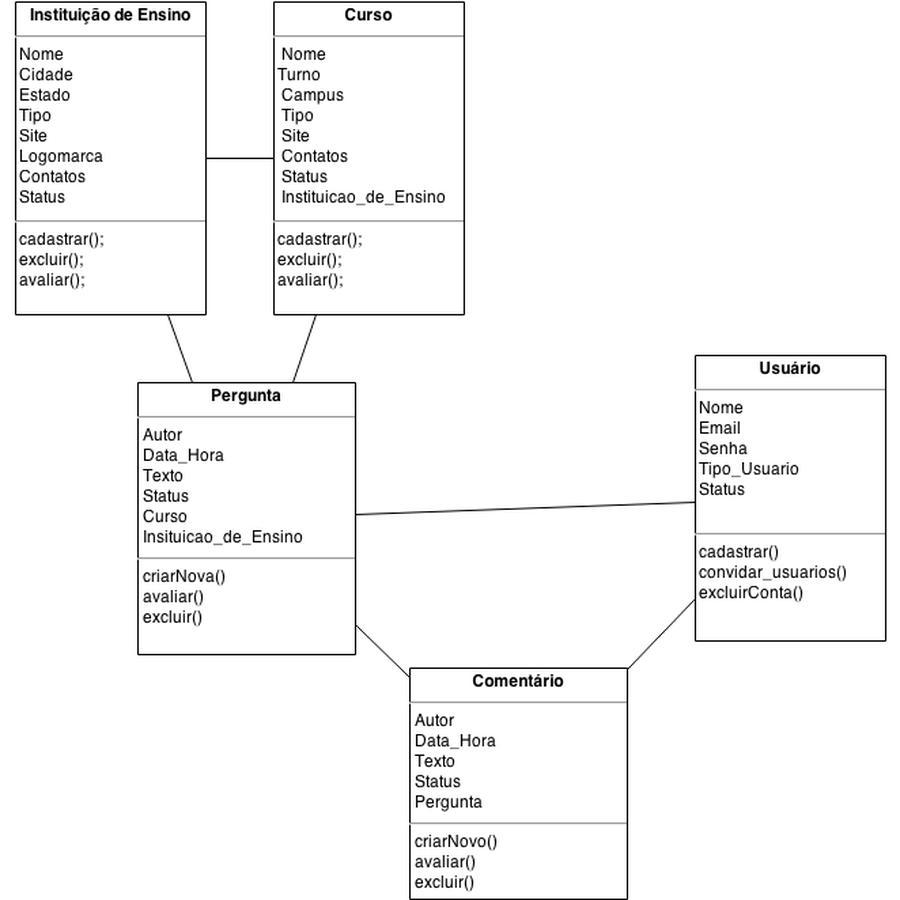 Instituição de Ensino
Nome
Cidade
Estado
Tipo
Site
Logomarca
Contatos
Status
cadastrar();
excluir();
avaliar();
Curso
Nome
Turno
Campus
Tipo
Site
Contatos
Status
Instituicao_de_Ensino
cadastrar();
excluir();
avaliar();
Pergunta
Autor
Data_Hora
Texto
Status
Curso
Insituicao_de_Ensino
criarNova()
avaliar()
excluir()
Usuário
Nome
Email
Senha
Tipo_Usuario
Status
cadastrar()
convidar_usuarios()
excluirConta()
Comentário
Autor
Data_Hora
Texto
Status
Pergunta
criarNovo()
avaliar()
excluir()